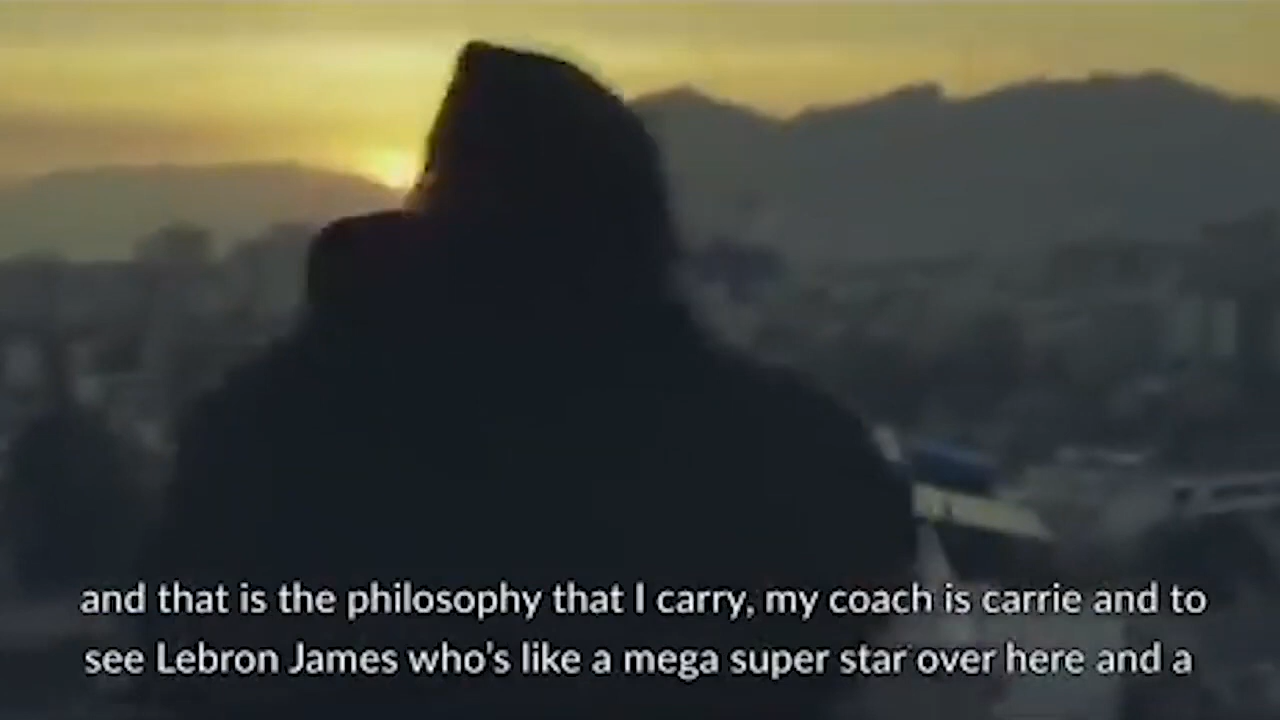 and that is the philosophy that I carry, my coach is carrie and to
see Lebron James who's like a mega super star over here and a